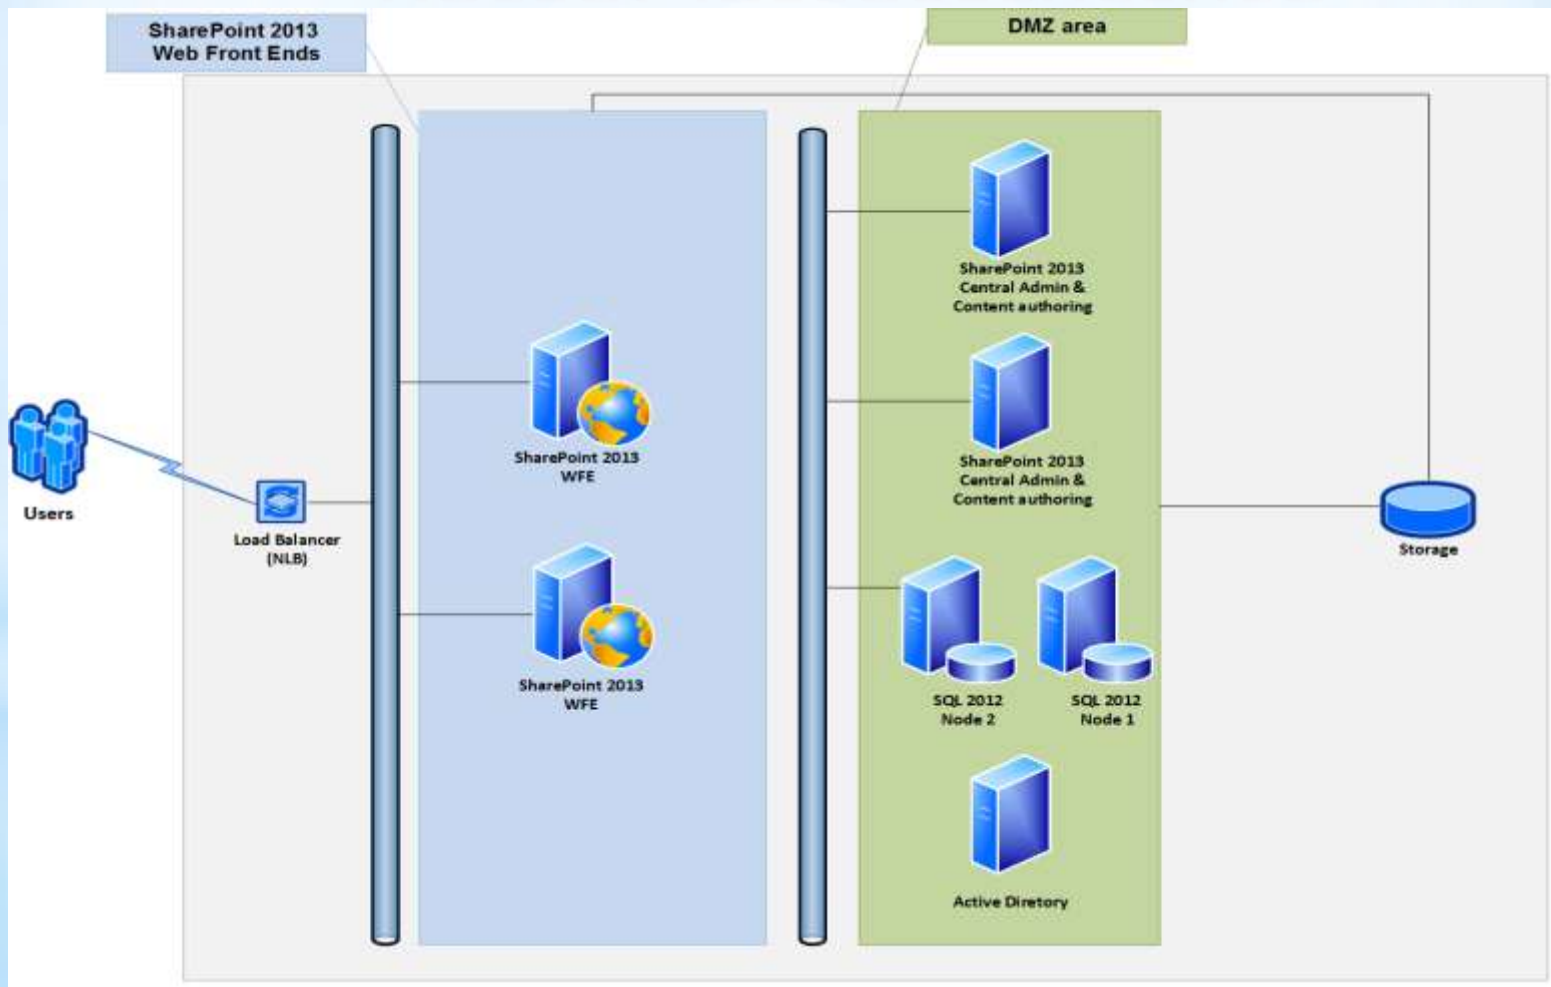 SharePoint 2013
Web Front Ends
DMZ area
SharePoint 2013
Central Admin &
Content authoring
SharePoint 2013
WFE
SharePoint 2013
Central Admin &
Content authoring
Users
Load Balancer
(NLB)
Storage
SharePoint 2013
WFE
SQL 2012
Node 2
SQL 2012
Node 1
Active Diretory